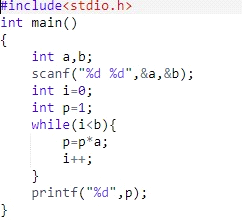 #include<stdio.h>
int main()
{
    int a,b;
    scanf("%d %d",&a,&b);
    int i=0;
    int p=1;
    while(i<b){
        p=p*a;
        i++;
    }
    printf("%d",p);
}